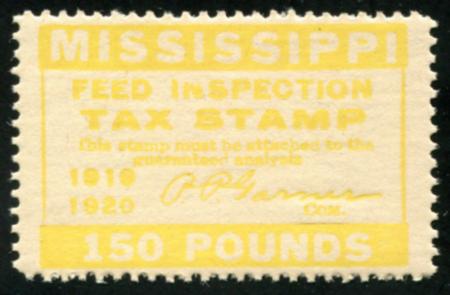 MISSISSIPPI
FEED INSPECTION
TAX STAMP
This stamp must be attached to the
guaranteed analysis
1919
1920
P. P. Garner
COM.
150 POUNDS